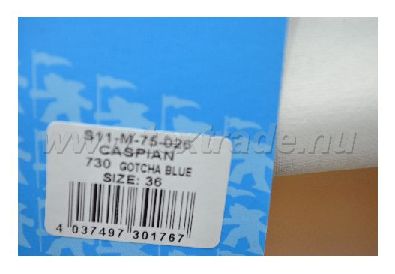 S11-M-75-026
CASPIAN
730 GOTCHA BLUE
SIZE: 36
4 037497 301767